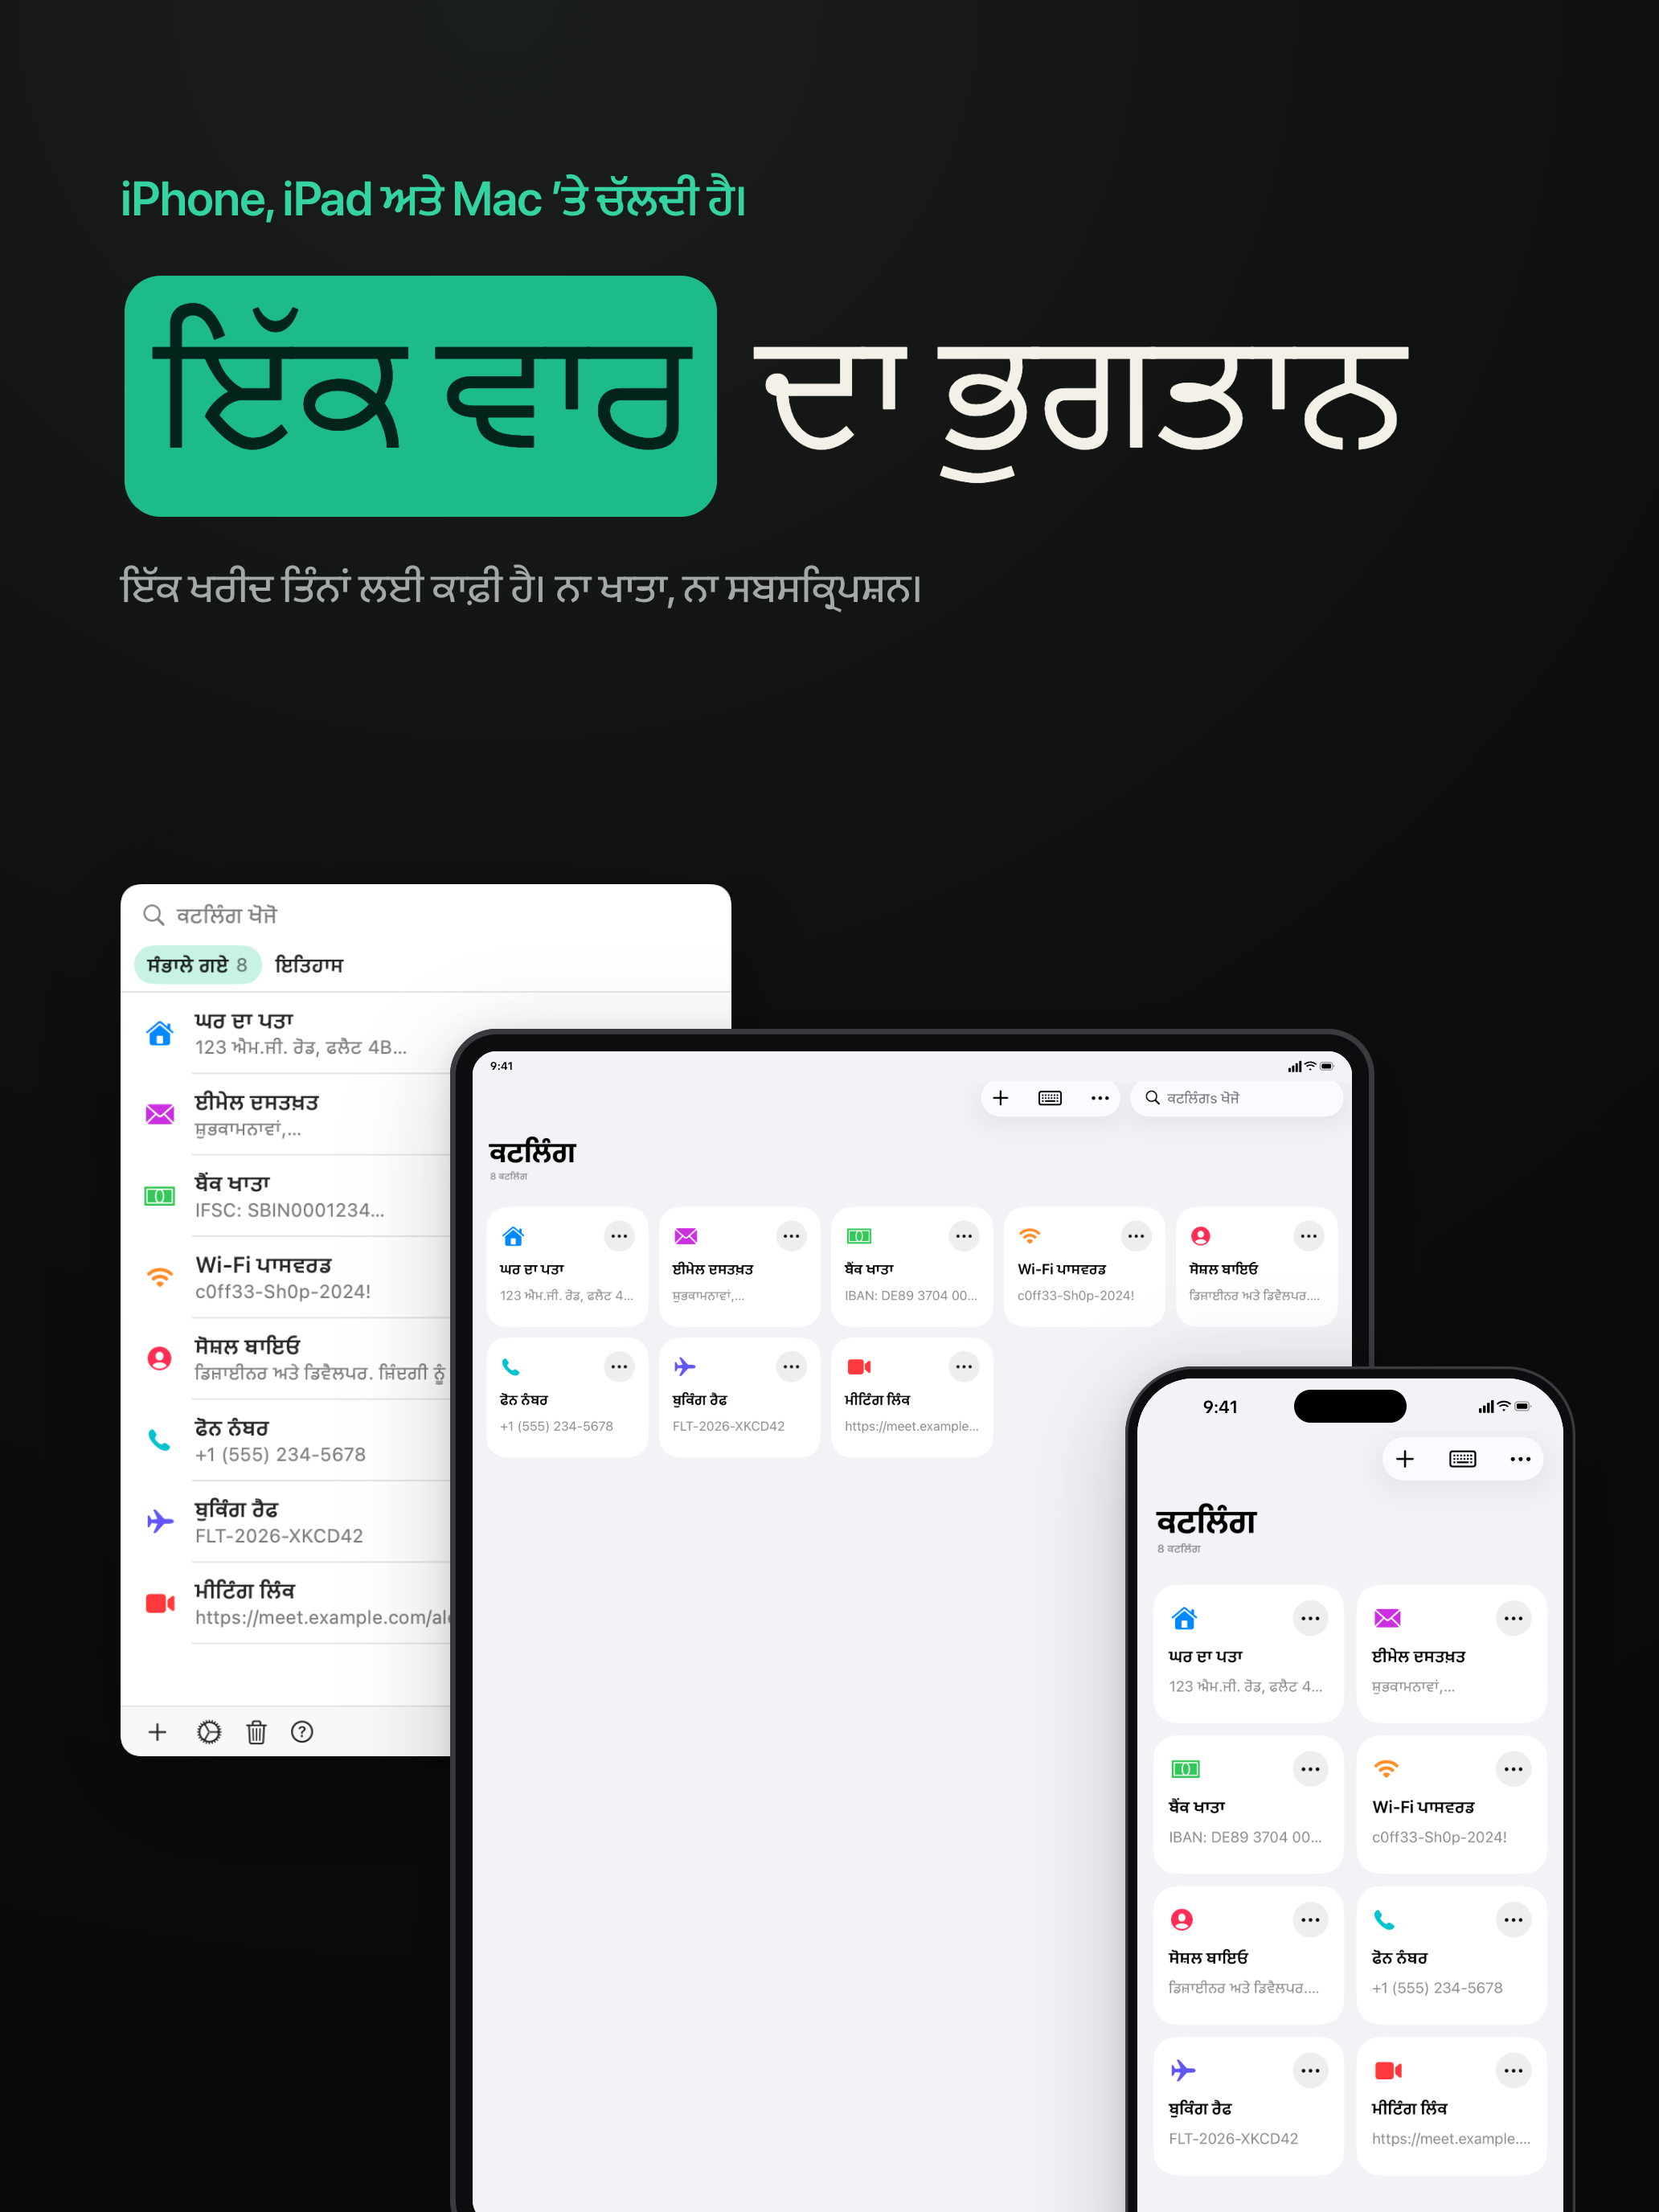 iPhone, iPad ਅਤੇ Mac ’ਤੇ ਚੱਲਦੀ ਹੈ।
ਇੱਕ ਵਾਰ ਦਾ ਭੁਗਤਾਨ
ਇੱਕ ਖਰੀਦ ਤਿੰਨਾਂ ਲਈ ਕਾਫ਼ੀ ਹੈ। ਨਾ ਖਾਤਾ, ਨਾ ਸਬਸਕ੍ਰਿਪਸ਼ਨ।
ਕਟਲਿੰਗ ਖੋਜੋ
ਸੰਭਾਲੇ ਗਏ 8 ਇਤਿਹਾਸ
ਘਰ ਦਾ ਪਤਾ
123 ਐਮ.ਜੀ. ਰੋਡ, ਫਲੈਟ 4B...
ਈਮੇਲ ਦਸਤਖ਼ਤ
ਸ਼ੁਭਕਾਮਨਾਵਾਂ,...
ਬੈਂਕ ਖਾਤਾ
IFSC: SBIN0001234...
Wi-Fi ਪਾਸਵਰਡ
c0ff33-Sh0p-2024!
ਸੋਸ਼ਲ ਬਾਇਓ
ਡਿਜ਼ਾਈਨਰ ਅਤੇ ਡਿਵੈਲਪਰ. ਜ਼ਿੰਦਗੀ ਨੂੰ
ਫੋਨ ਨੰਬਰ
+1 (555) 234-5678
ਬੁਕਿੰਗ ਰੈਫ
FLT-2026-XKCD42
ਮੀਟਿੰਗ ਲਿੰਕ
https://meet.example.com/al
9:41
ਕਟਲਿੰਗs ਖੋਜੋ
ਕਟਲਿੰਗ
8 ਕਟਲਿੰਗ
ਘਰ ਦਾ ਪਤਾ
123 ਐਮ.ਜੀ. ਰੋਡ, ਫਲੈਟ 4...
ਈਮੇਲ ਦਸਤਖ਼ਤ
ਸ਼ੁਭਕਾਮਨਾਵਾਂ,...
ਬੈਂਕ ਖਾਤਾ
IBAN: DE89 3704 00...
Wi-Fi ਪਾਸਵਰਡ
c0ff33-Sh0p-2024!
ਸੋਸ਼ਲ ਬਾਇਓ
ਡਿਜ਼ਾਈਨਰ ਅਤੇ ਡਿਵੈਲਪਰ....
ਫੋਨ ਨੰਬਰ
+1 (555) 234-5678
ਬੁਕਿੰਗ ਰੈਫ
FLT-2026-XKCD42
ਮੀਟਿੰਗ ਲਿੰਕ
https://meet.example...
9:41
ਕਟਲਿੰਗ
8 ਕਟਲਿੰਗ
ਘਰ ਦਾ ਪਤਾ
123 ਐਮ.ਜੀ. ਰੋਡ, ਫਲੈਟ 4...
ਈਮੇਲ ਦਸਤਖ਼ਤ
ਸ਼ੁਭਕਾਮਨਾਵਾਂ,...
ਬੈਂਕ ਖਾਤਾ
IBAN: DE89 3704 00...
Wi-Fi ਪਾਸਵਰਡ
c0ff33-Sh0p-2024!
ਸੋਸ਼ਲ ਬਾਇਓ
ਡਿਜ਼ਾਈਨਰ ਅਤੇ ਡਿਵੈਲਪਰ....
ਫੋਨ ਨੰਬਰ
+1 (555) 234-5678
ਬੁਕਿੰਗ ਰੈਫ
FLT-2026-XKCD42
ਮੀਟਿੰਗ ਲਿੰਕ
https://meet.example....